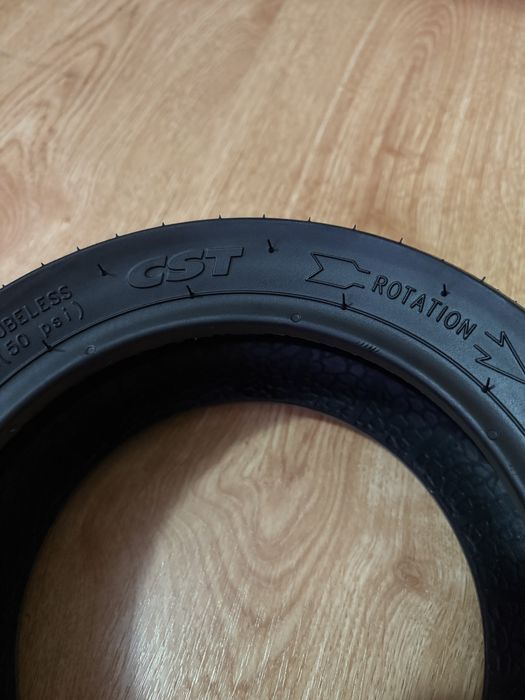 UBELESS
(50 psi)
CST
ROTATION